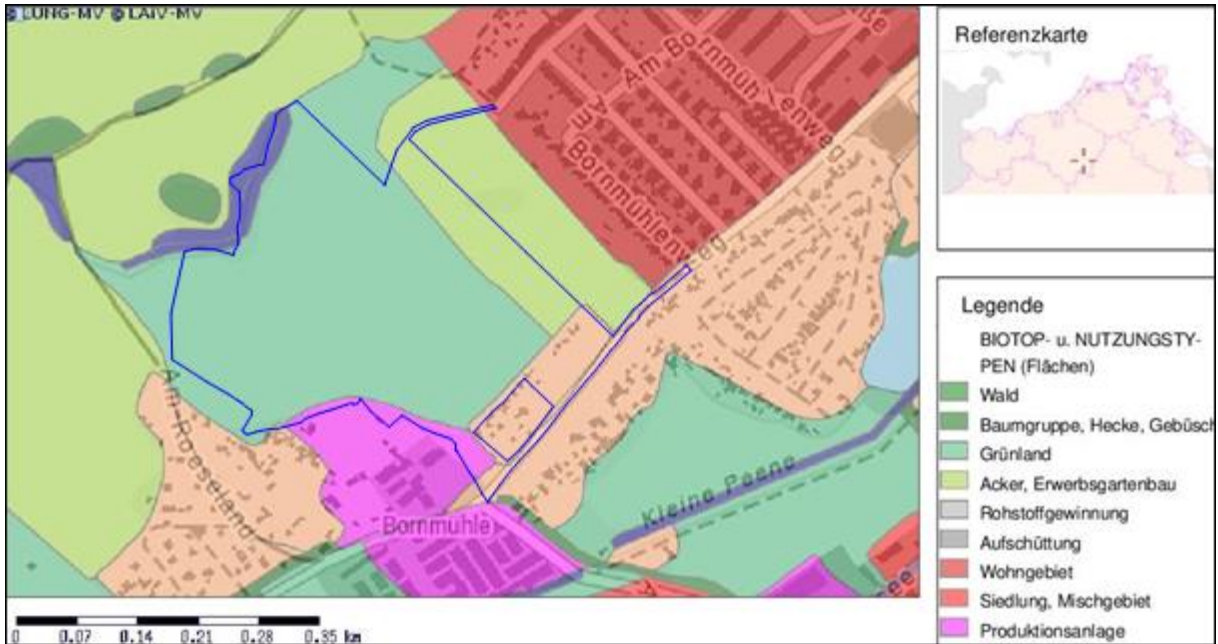 © LUNG-MV © LAiV-MV
Am Bornmühlenweg
Am
Bornmühlenweg
Am-Roeseland
Bornmühle
Kleine Peene
0 0.07 0.14 0.21 0.28 0.35 km
Referenzkarte
Legende
BIOTOP- u. NUTZUNGSTY-
PEN (Flächen)
Wald
Baumgruppe, Hecke, Gebüsch
Grünland
Acker, Erwerbsgartenbau
Rohstoffgewinnung
Aufschüttung
Wohngebiet
Siedlung, Mischgebiet
Produktionsanlage